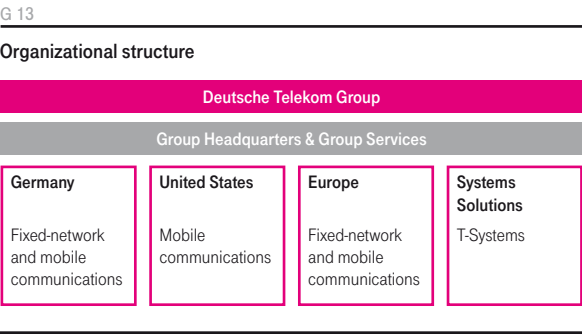 G 13
Organizational structure
Deutsche Telekom Group
Group Headquarters & Group Services
Germany
Fixed-network
and mobile
communications
United States
Mobile
communications
Europe
Fixed-network
and mobile
communications
Systems
Solutions
T-Systems